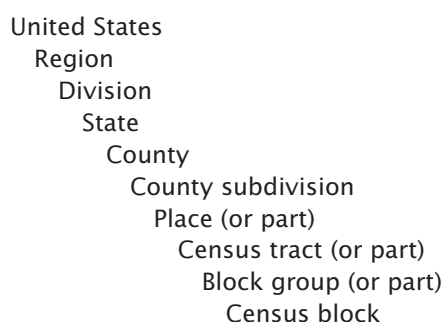 United States
Region
Division
State
County
County subdivision
Place (or part)
Census tract (or part)
Block group (or part)
Census block